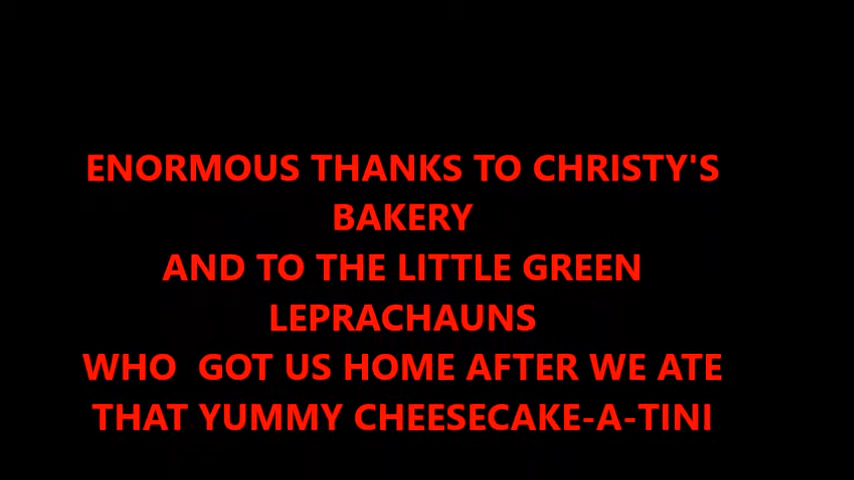 ENORMOUS THANKS TO CHRISTY'S
BAKERY
AND TO THE LITTLE GREEN
LEPRACHAUNS
WHO  GOT US HOME AFTER WE ATE
THAT YUMMY CHEESECAKE-A-TINI